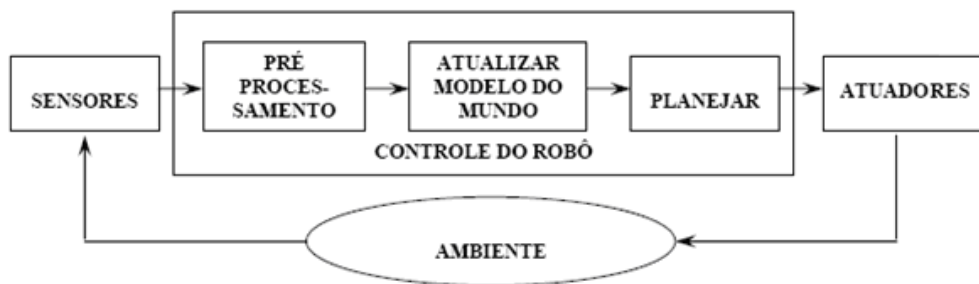 SENSORES
PRÉ
PROCES-
SAMENTO
ATUALIZAR
MODELO DO
MUNDO
PLANEJAR
ATUADORES
CONTROLE DO ROBÔ
AMBIENTE